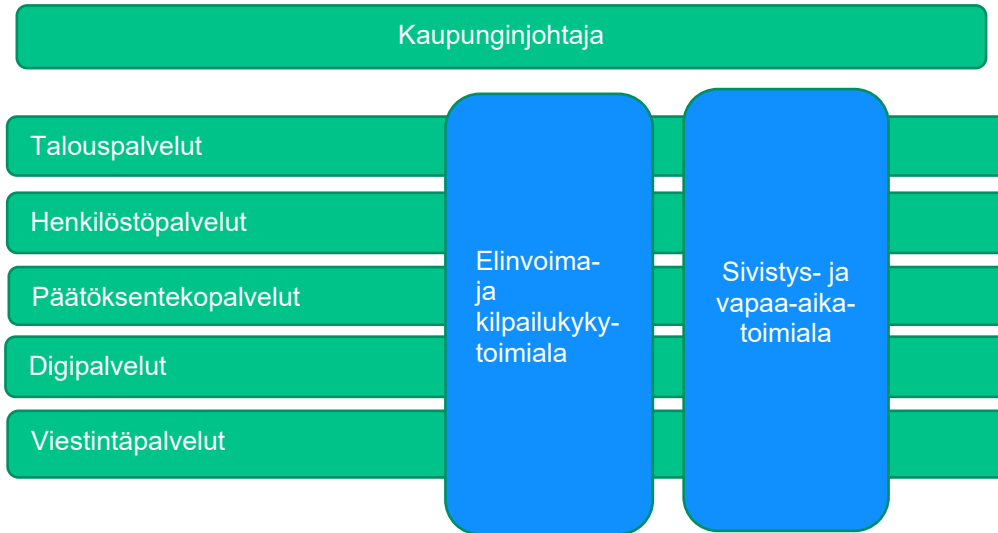 Kaupunginjohtaja
Talouspalvelut
Henkilöstöpalvelut
Päätöksentekopalvelut
Digipalvelut
Viestintäpalvelut
Elinvoima-
ja
kilpailukyky-
toimiala
Sivistys- ja
vapaa-aika-
toimiala